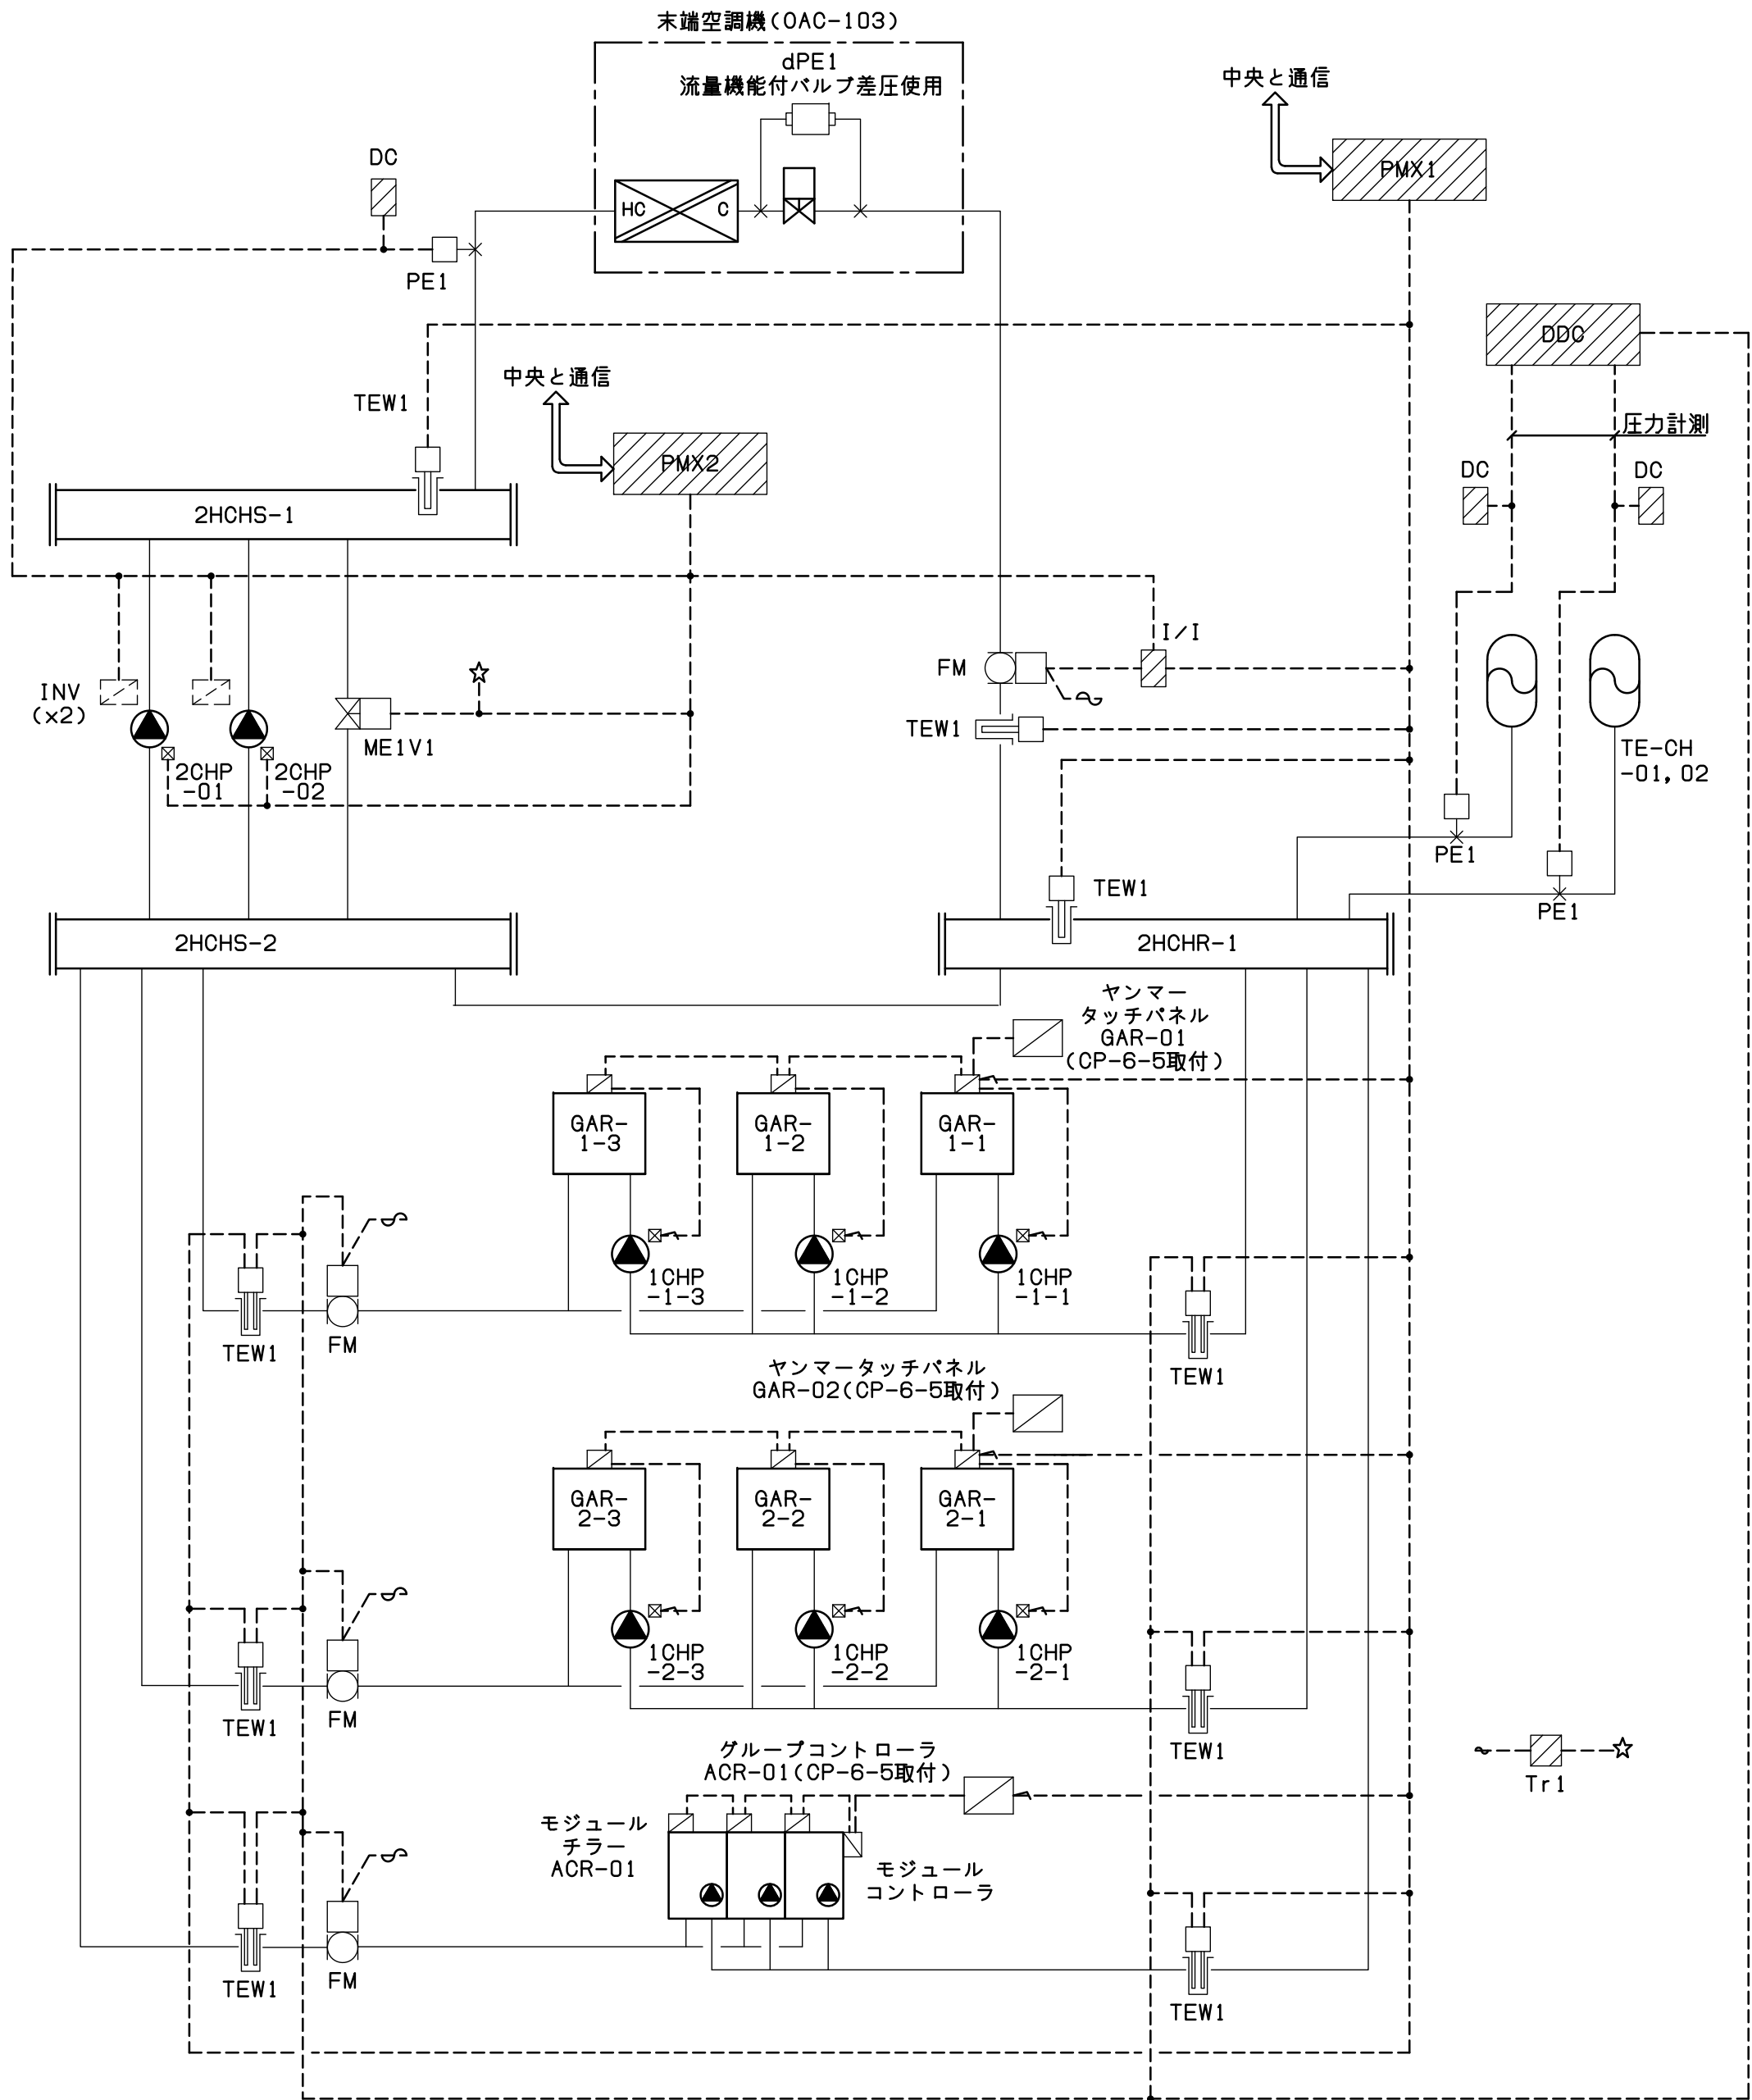 末端空調機(OAC-103)
dPE1
流量機能付バルブ差圧使用
中央と通信
PMX1
DC
HC
C
PE1
DDC
中央と通信
TEW1
PMX2
圧力計測
DC
DC
2HCHS-1
I/I
FM
INV
(x2)
TEW1
ME1V1
2CHP
-01
2CHP
-02
TE-CH
-01,02
PE1
TEW1
PE1
2HCHS-2
2HCHR-1
ヤンマー
タッチパネル
GAR-01
(CP-6-5取付)
GAR-
1-3
GAR-
1-2
GAR-
1-1
1CHP
-1-3
1CHP
-1-2
1CHP
-1-1
TEW1
FM
TEW1
ヤンマータッチパネル
GAR-02(CP-6-5取付)
GAR-
2-3
GAR-
2-2
GAR-
2-1
1CHP
-2-3
1CHP
-2-2
1CHP
-2-1
TEW1
FM
TEW1
グループコントローラ
ACR-01(CP-6-5取付)
Tr1
モジュール
チラー
ACR-01
モジュール
コントローラ
TEW1
FM
TEW1